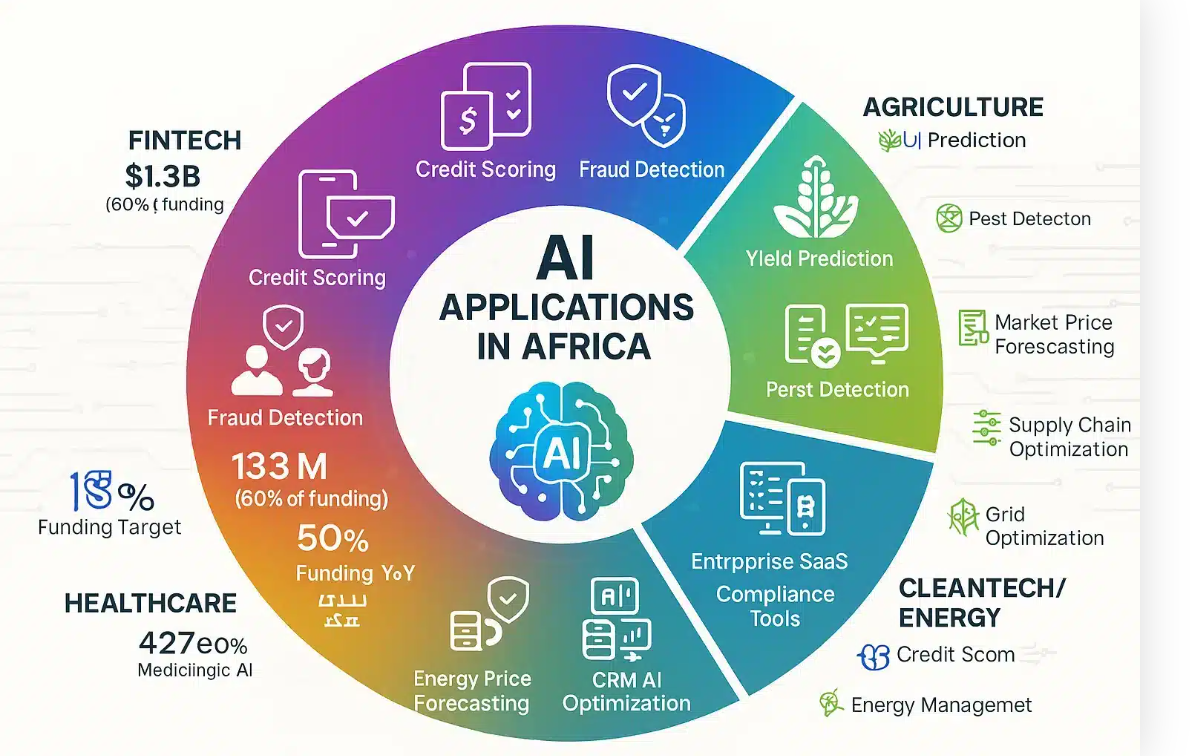 FINTECH
$1.3B
(60% funding
Credit Scoring
Fraud Detection
Credit Scoring
Fraud Detection
133 M
(60% of funding)
50%
Funding YoY
%
Funding Target
HEALTHCARE
427eo%
Mediciingic AI
AI
APPLICATIONS
IN AFRICA
AI
Energy Price
Forecasting
AI
CRM AI
Optimization
Yleld Prediction
Perst Detection
Entrpprise SaaS
Compliance
Tools
AGRICULTURE
Prediction
Pest Detecton
Market Price
Forescasting
Supply Chain
Optimization
Grid
Optimization
CLEANTECH/
ENERGY
Credit Scom
Energy Managemet